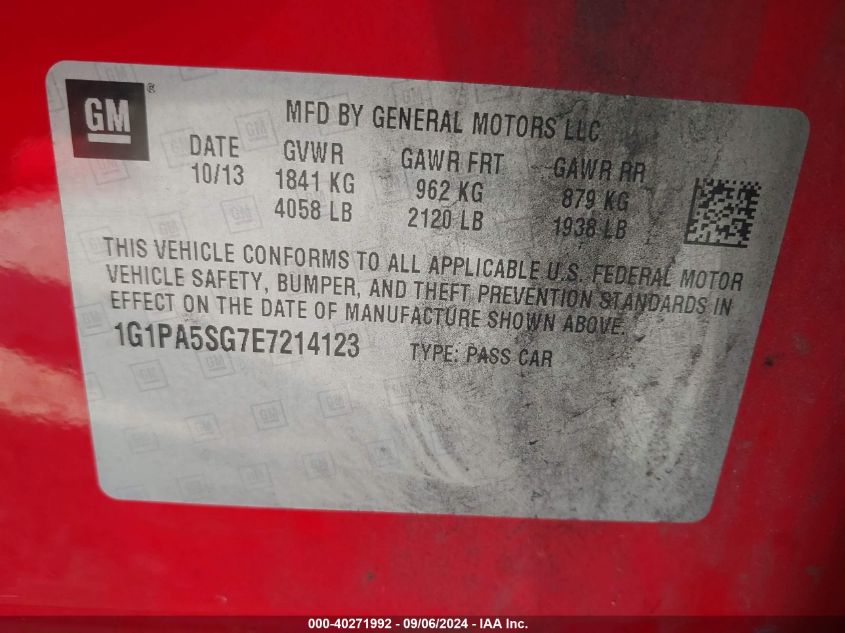 GM ®
MFD BY GENERAL MOTORS LLC
DATE GVWR GAWR FRT GAWR RR
10/13 1841 KG 962 KG 879 KG
4058 LB 2120 LB 1938 LB
THIS VEHICLE CONFORMS TO ALL APPLICABLE U.S. FEDERAL MOTOR
VEHICLE SAFETY, BUMPER, AND THEFT PREVENTION STANDARDS IN
EFFECT ON THE DATE OF MANUFACTURE SHOWN ABOVE.
1G1PA5SG7E7214123 TYPE: PASS CAR
000-40271992 - 09/06/2024 - IAA Inc.